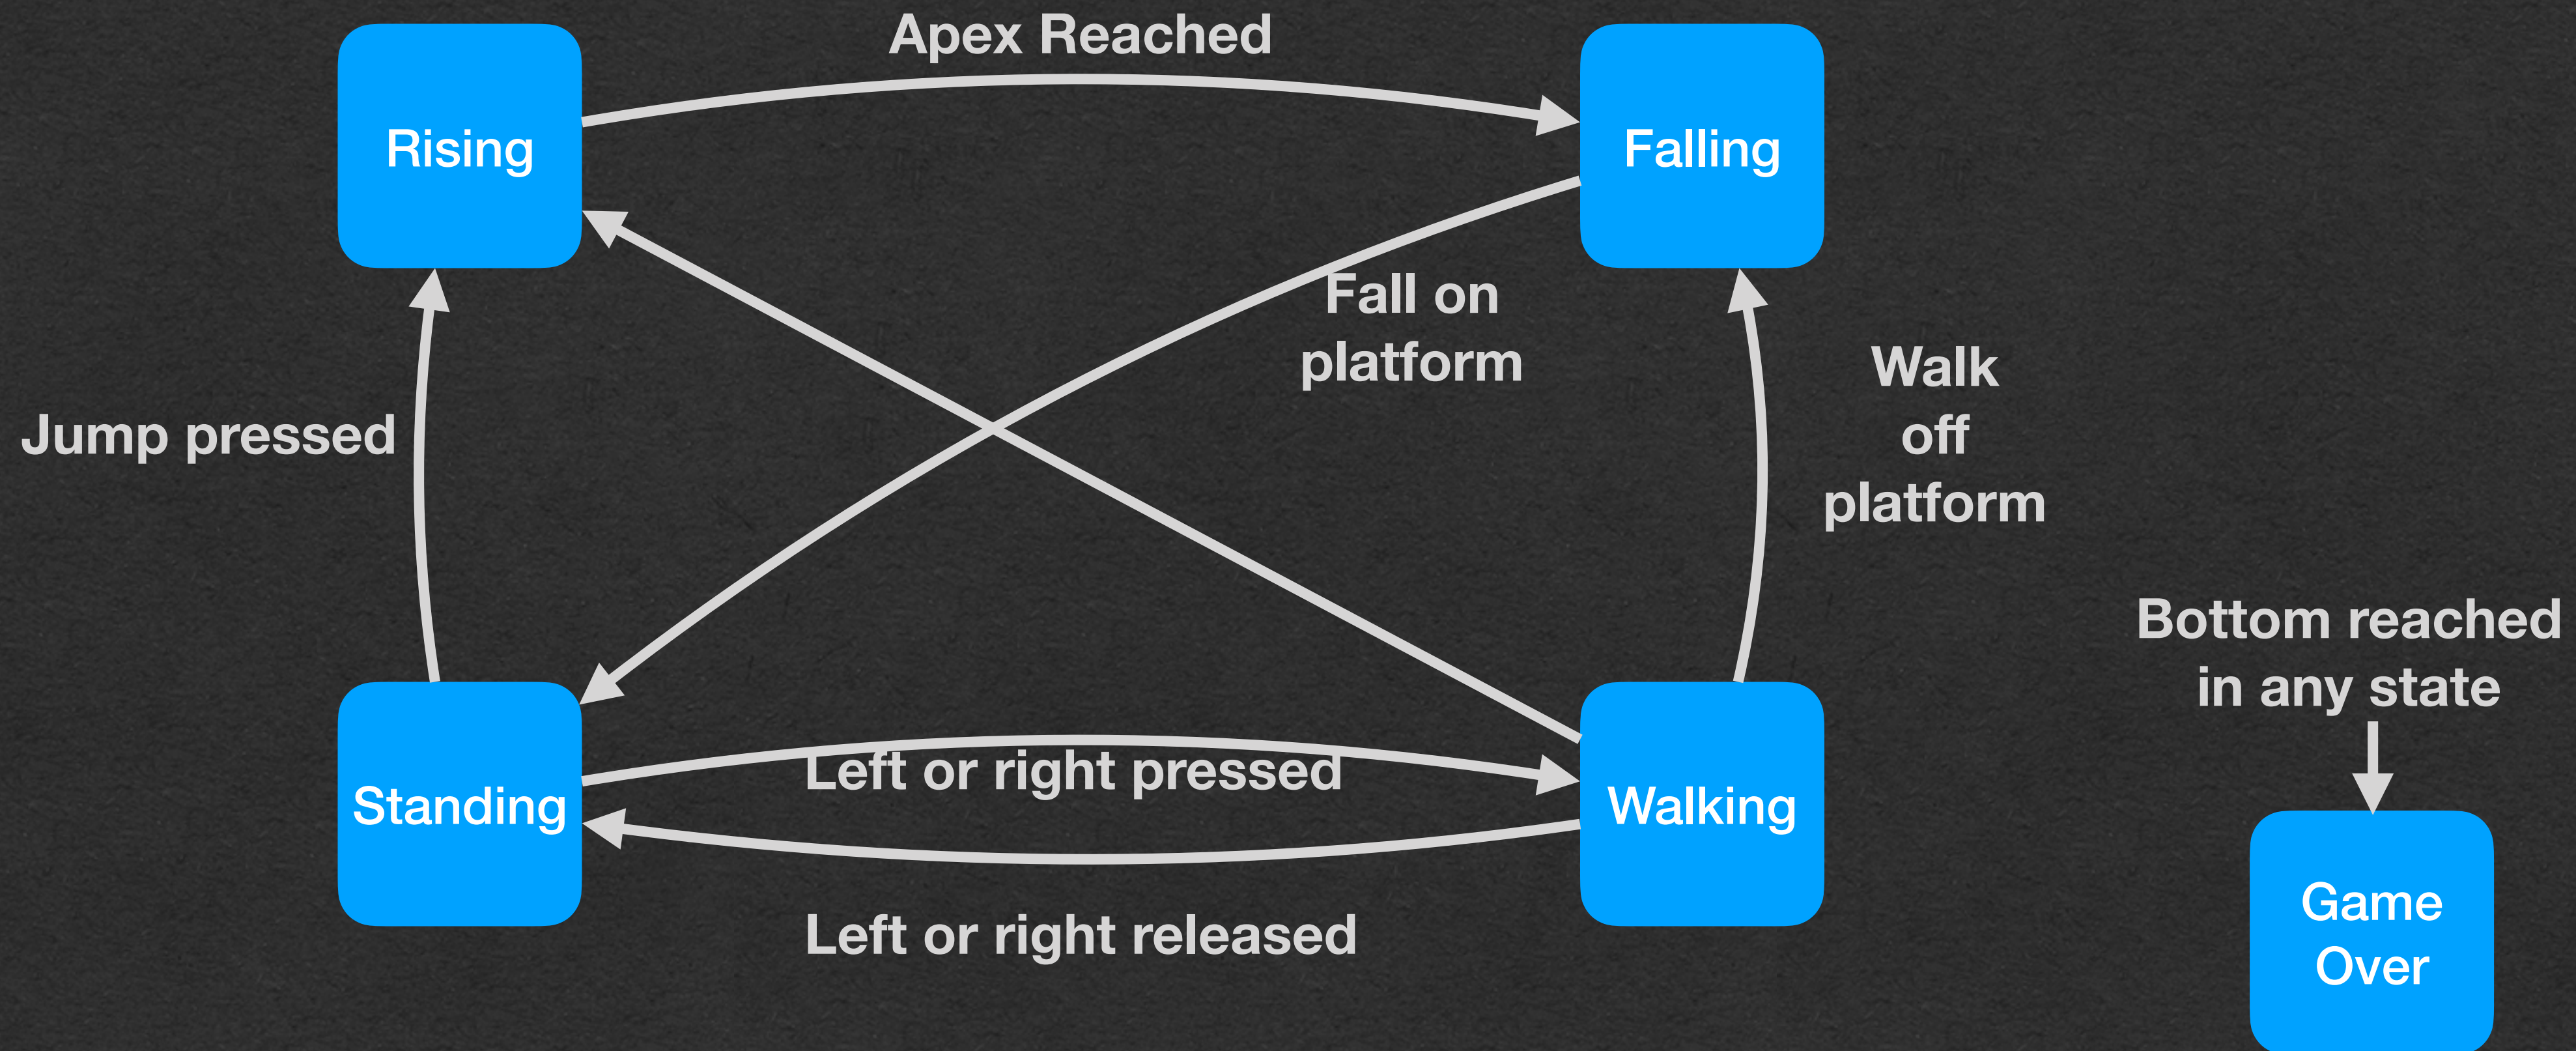 Apex Reached
Rising
Falling
Fall on
platform
Walk
off
platform
Jump pressed
Bottom reached
in any state
Left or right pressed
Standing
Walking
Left or right released
Game
Over